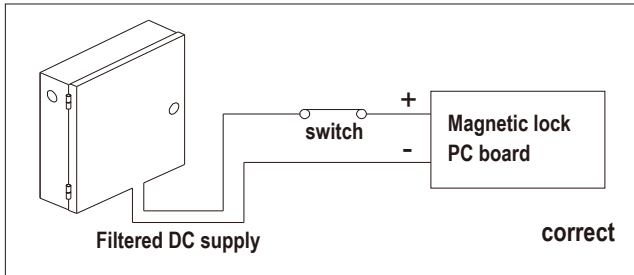 +
switch
-
Magnetic lock
PC board
Filtered DC supply
correct